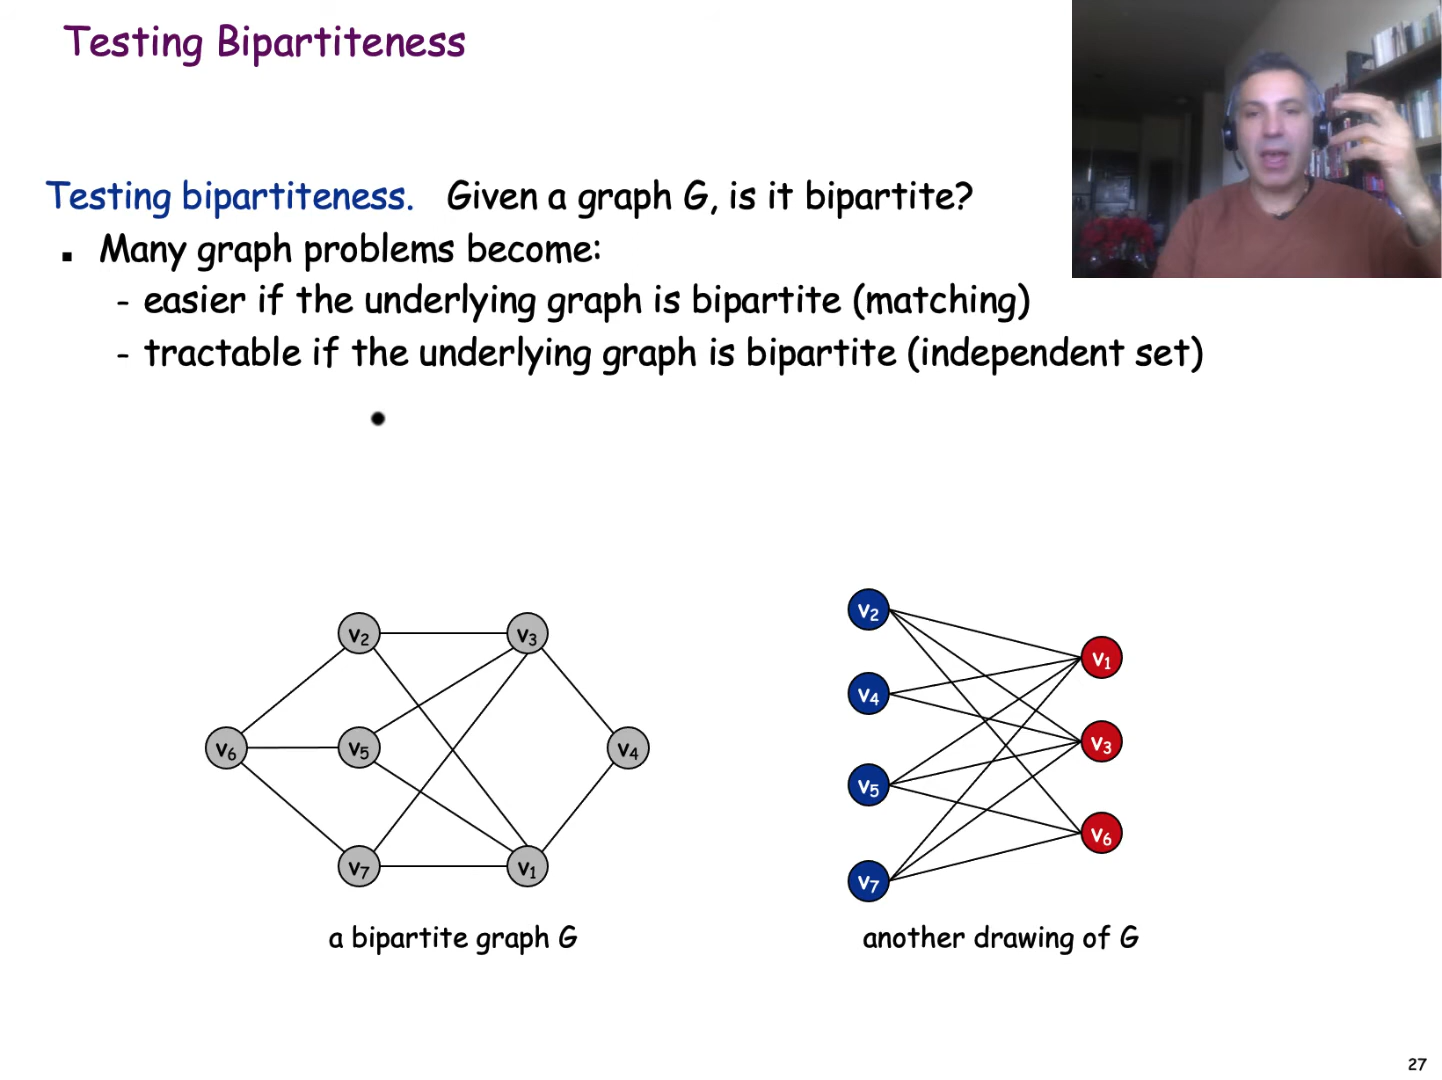 Testing Bipartiteness
Testing bipartiteness. Given a graph G, is it bipartite?
▪ Many graph problems become:
- easier if the underlying graph is bipartite (matching)
- tractable if the underlying graph is bipartite (independent set)
v2 v3
v6 v5 v4
v7 v1
a bipartite graph G
v2
v1
v4
v3
v5
v6
v7
another drawing of G
27